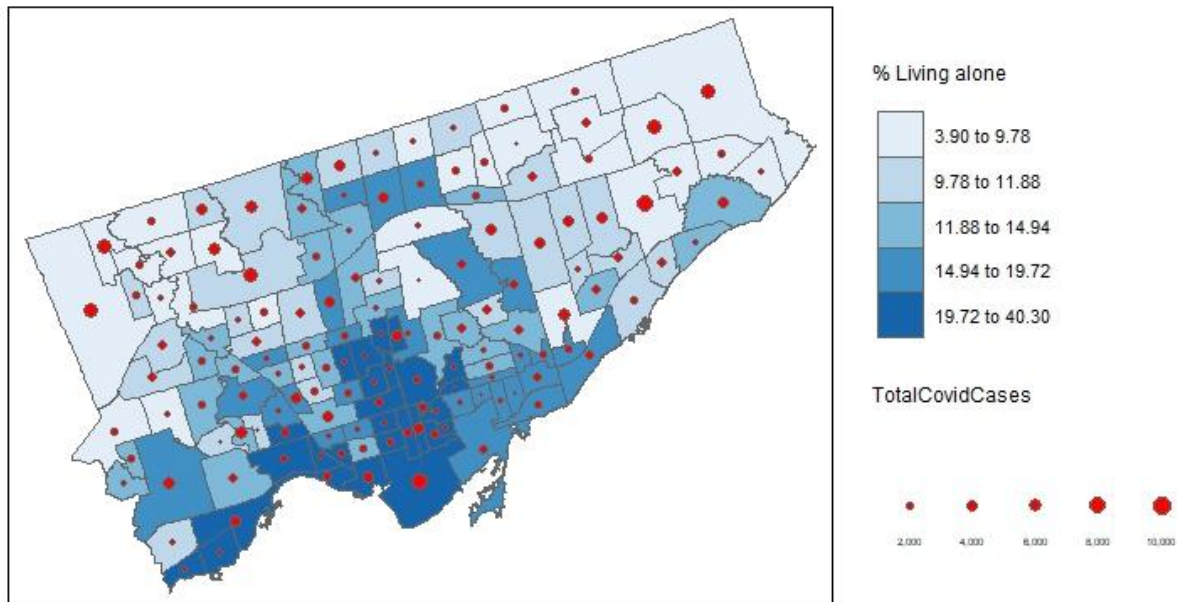 % Living alone
3.90 to 9.78
9.78 to 11.88
11.88 to 14.94
14.94 to 19.72
19.72 to 40.30
TotalCovidCases
2,000 4,000 6,000 8,000 10,000